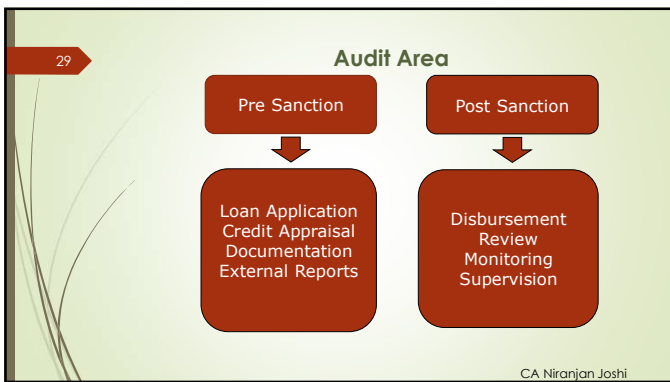 29
Audit Area
Pre Sanction
Loan Application
Credit Appraisal
Documentation
External Reports
Post Sanction
Disbursement
Review
Monitoring
Supervision
CA Niranjan Joshi